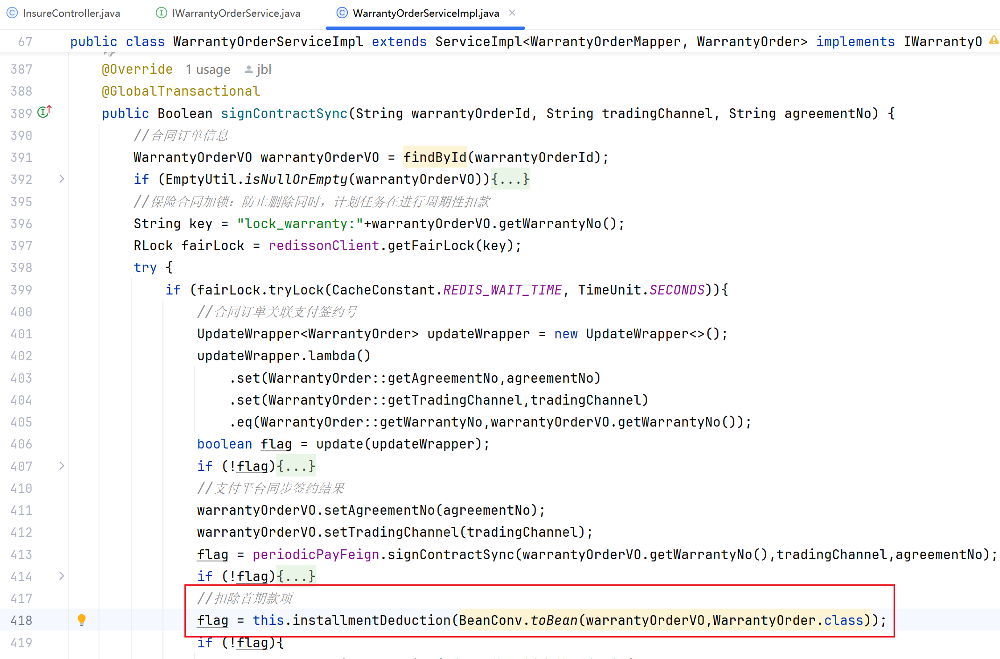 InsureController.java IWarrantyOrderService.java WarrantyOrderServiceImpl.java
67 public class WarrantyOrderServiceImpl extends ServiceImpl<WarrantyOrderMapper, WarrantyOrder> implements IWarrantyO
387 @Override 1 usage jbl
388 @GlobalTransactional
389 public Boolean signContractSync(String warrantyOrderId, String tradingChannel, String agreementNo) {
390 //合同订单信息
391 WarrantyOrderVO warrantyOrderVO = findById(warrantyOrderId);
392 if (EmptyUtil.isNullOrEmpty(warrantyOrderVO)){...}
395 //保险合同加锁：防止删除同时，计划任务在进行周期性扣款
396 String key = "lock_warranty:"+warrantyOrderVO.getWarrantyNo();
397 RLock fairLock = redissonClient.getFairLock(key);
398 try {
399 if (fairLock.tryLock(CacheConstant.REDIS_WAIT_TIME, TimeUnit.SECONDS)){
400 //合同订单关联支付签约号
401 UpdateWrapper<WarrantyOrder> updateWrapper = new UpdateWrapper<>();
402 updateWrapper.lambda()
403 .set(WarrantyOrder::getAgreementNo,agreementNo)
404 .set(WarrantyOrder::getTradingChannel,tradingChannel)
405 .eq(WarrantyOrder::getWarrantyNo,warrantyOrderVO.getWarrantyNo());
406 boolean flag = update(updateWrapper);
407 if (!flag){...}
410 //支付平台同步签约结果
411 warrantyOrderVO.setAgreementNo(agreementNo);
412 warrantyOrderVO.setTradingChannel(tradingChannel);
413 flag = periodicPayFeign.signContractSync(warrantyOrderVO.getWarrantyNo(),tradingChannel,agreementNo);
414 if (!flag){...}
417 //扣除首期款项
418 flag = this.installmentDeduction(BeanConv.toBean(warrantyOrderVO,WarrantyOrder.class));
419 if (!flag){